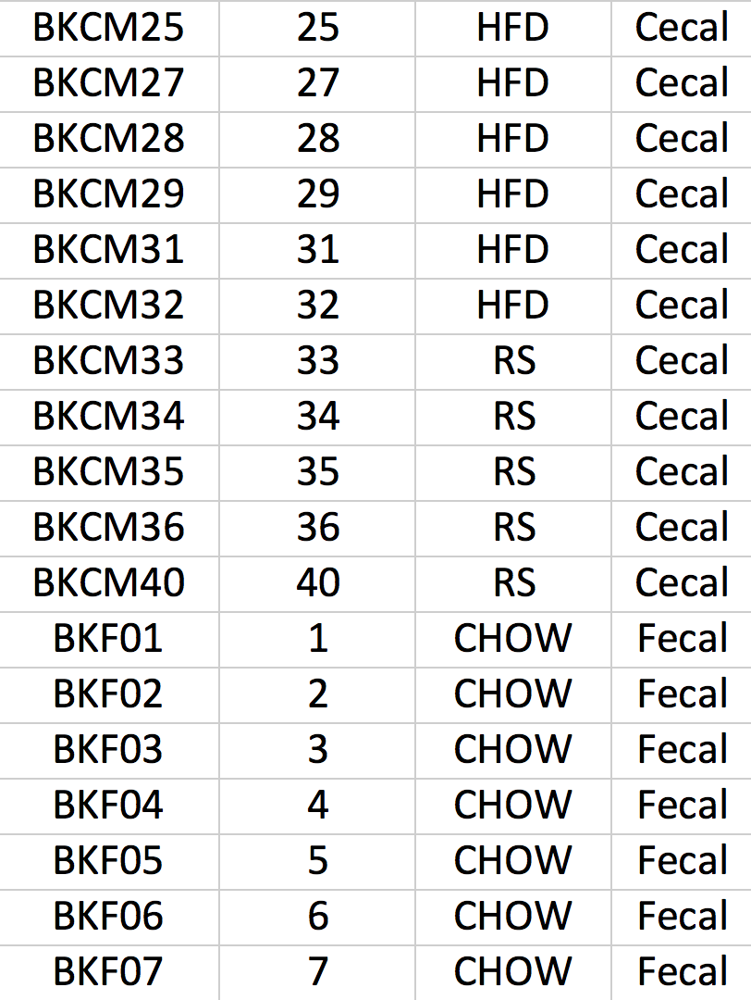 BKCM25 25 HFD Cecal
BKCM27 27 HFD Cecal
BKCM28 28 HFD Cecal
BKCM29 29 HFD Cecal
BKCM31 31 HFD Cecal
BKCM32 32 HFD Cecal
BKCM33 33 RS Cecal
BKCM34 34 RS Cecal
BKCM35 35 RS Cecal
BKCM36 36 RS Cecal
BKCM40 40 RS Cecal
BKF01 1 CHOW Fecal
BKF02 2 CHOW Fecal
BKF03 3 CHOW Fecal
BKF04 4 CHOW Fecal
BKF05 5 CHOW Fecal
BKF06 6 CHOW Fecal
BKF07 7 CHOW Fecal